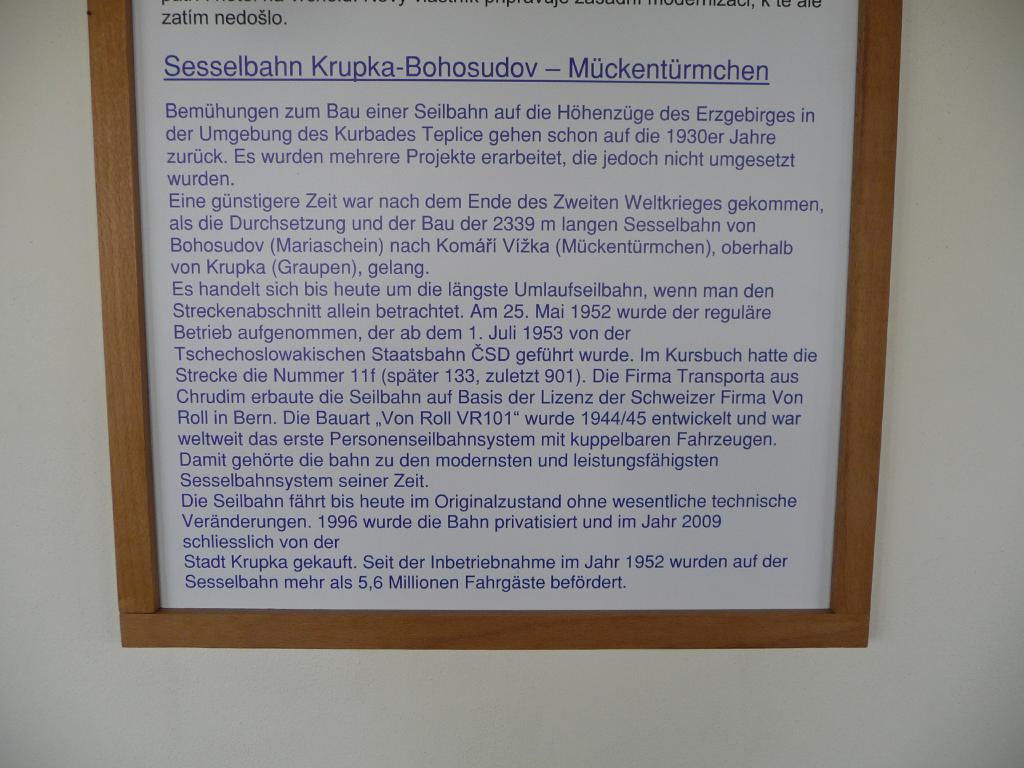 zatím nedošlo.
Sesselbahn Krupka-Bohosudov – Mückentürmchen
Bemühungen zum Bau einer Seilbahn auf die Höhenzüge des Erzgebirges in
der Umgebung des Kurbades Teplice gehen schon auf die 1930er Jahre
zurück. Es wurden mehrere Projekte erarbeitet, die jedoch nicht umgesetzt
wurden.
Eine günstigere Zeit war nach dem Ende des Zweiten Weltkrieges gekommen,
als die Durchsetzung und der Bau der 2339 m langen Sesselbahn von
Bohosudov (Mariaschein) nach Komáří Vížka (Mückentürmchen), oberhalb
von Krupka (Graupen), gelang.
Es handelt sich bis heute um die längste Umlaufseilbahn, wenn man den
Streckenabschnitt allein betrachtet. Am 25. Mai 1952 wurde der reguläre
Betrieb aufgenommen, der ab dem 1. Juli 1953 von der
Tschechoslowakischen Staatsbahn ČSD geführt wurde. Im Kursbuch hatte die
Strecke die Nummer 11f (später 133, zuletzt 901). Die Firma Transporta aus
Chrudim erbaute die Seilbahn auf Basis der Lizenz der Schweizer Firma Von
Roll in Bern. Die Bauart „Von Roll VR101“ wurde 1944/45 entwickelt und war
weltweit das erste Personenseilbahnsystem mit kuppelbaren Fahrzeugen.
Damit gehörte die bahn zu den modernsten und leistungsfähigsten
Sesselbahnsystem seiner Zeit.
Die Seilbahn fährt bis heute im Originalzustand ohne wesentliche technische
Veränderungen. 1996 wurde die Bahn privatisiert und im Jahr 2009
schliesslich von der
Stadt Krupka gekauft. Seit der Inbetriebnahme im Jahr 1952 wurden auf der
Sesselbahn mehr als 5,6 Millionen Fahrgäste befördert.